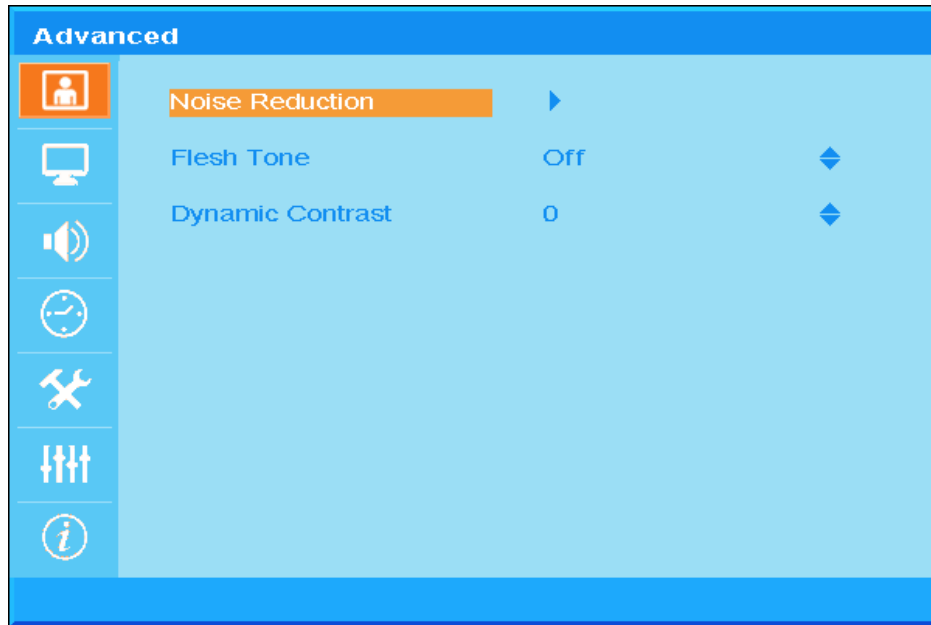 Advanced
Noise Reduction
Flesh Tone Off
Dynamic Contrast 0